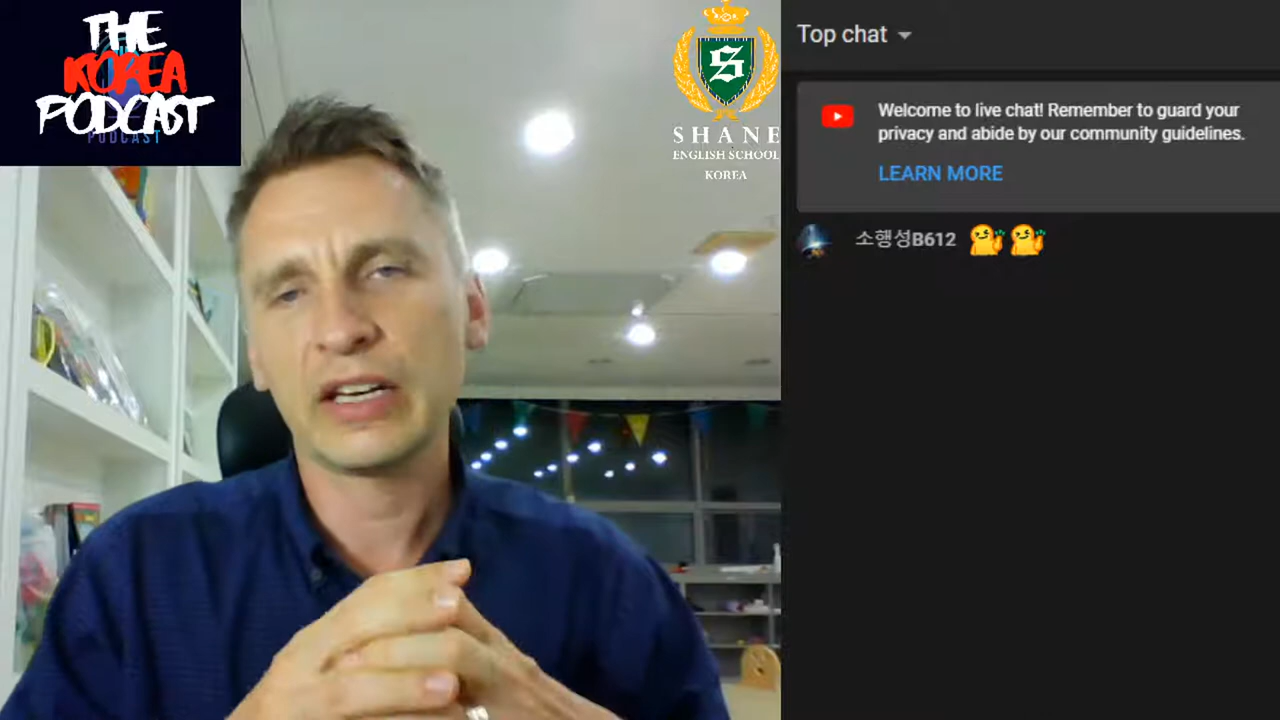 THE
KOREA
PODCAST
PODCAST
S
SHANE
ENGLISH SCHOOL
KOREA
Top chat
Welcome to live chat! Remember to guard your
privacy and abide by our community guidelines.
LEARN MORE
소행성B612